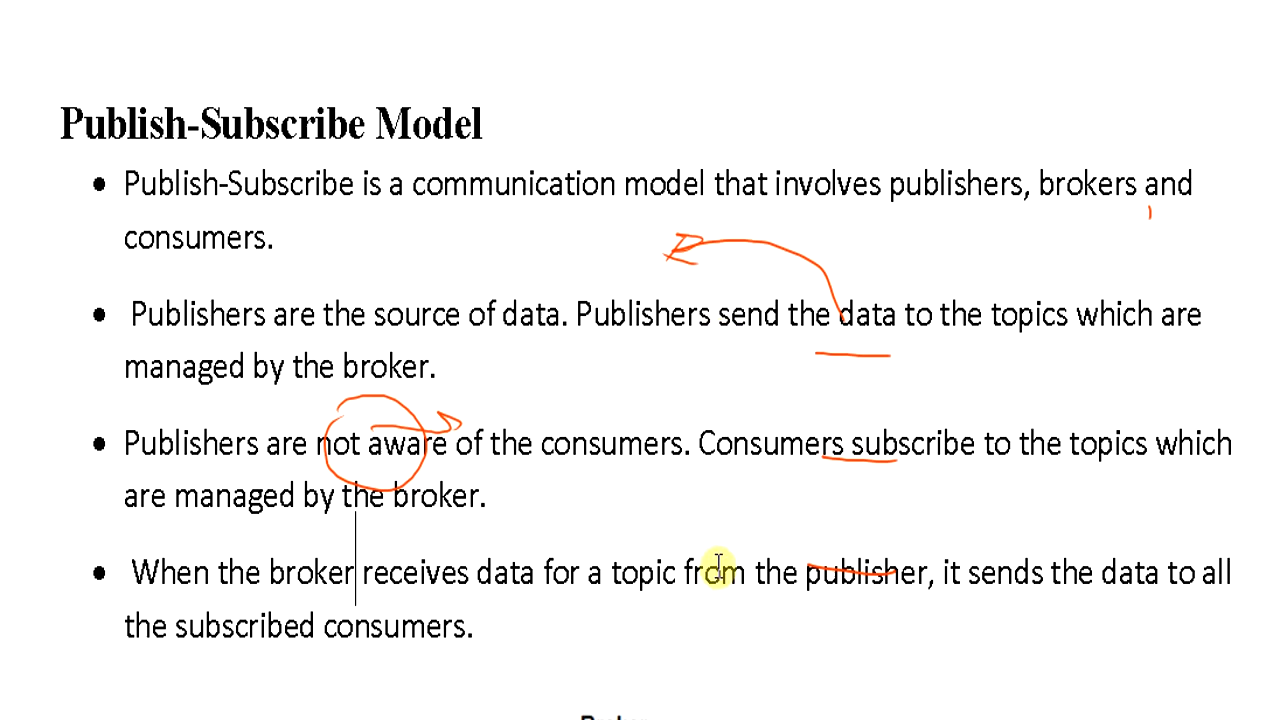 Publish-Subscribe Model
• Publish-Subscribe is a communication model that involves publishers, brokers and
consumers.
• Publishers are the source of data. Publishers send the data to the topics which are
managed by the broker.
• Publishers are not aware of the consumers. Consumers subscribe to the topics which
are managed by the broker.
• When the broker receives data for a topic from the publisher, it sends the data to all
the subscribed consumers.